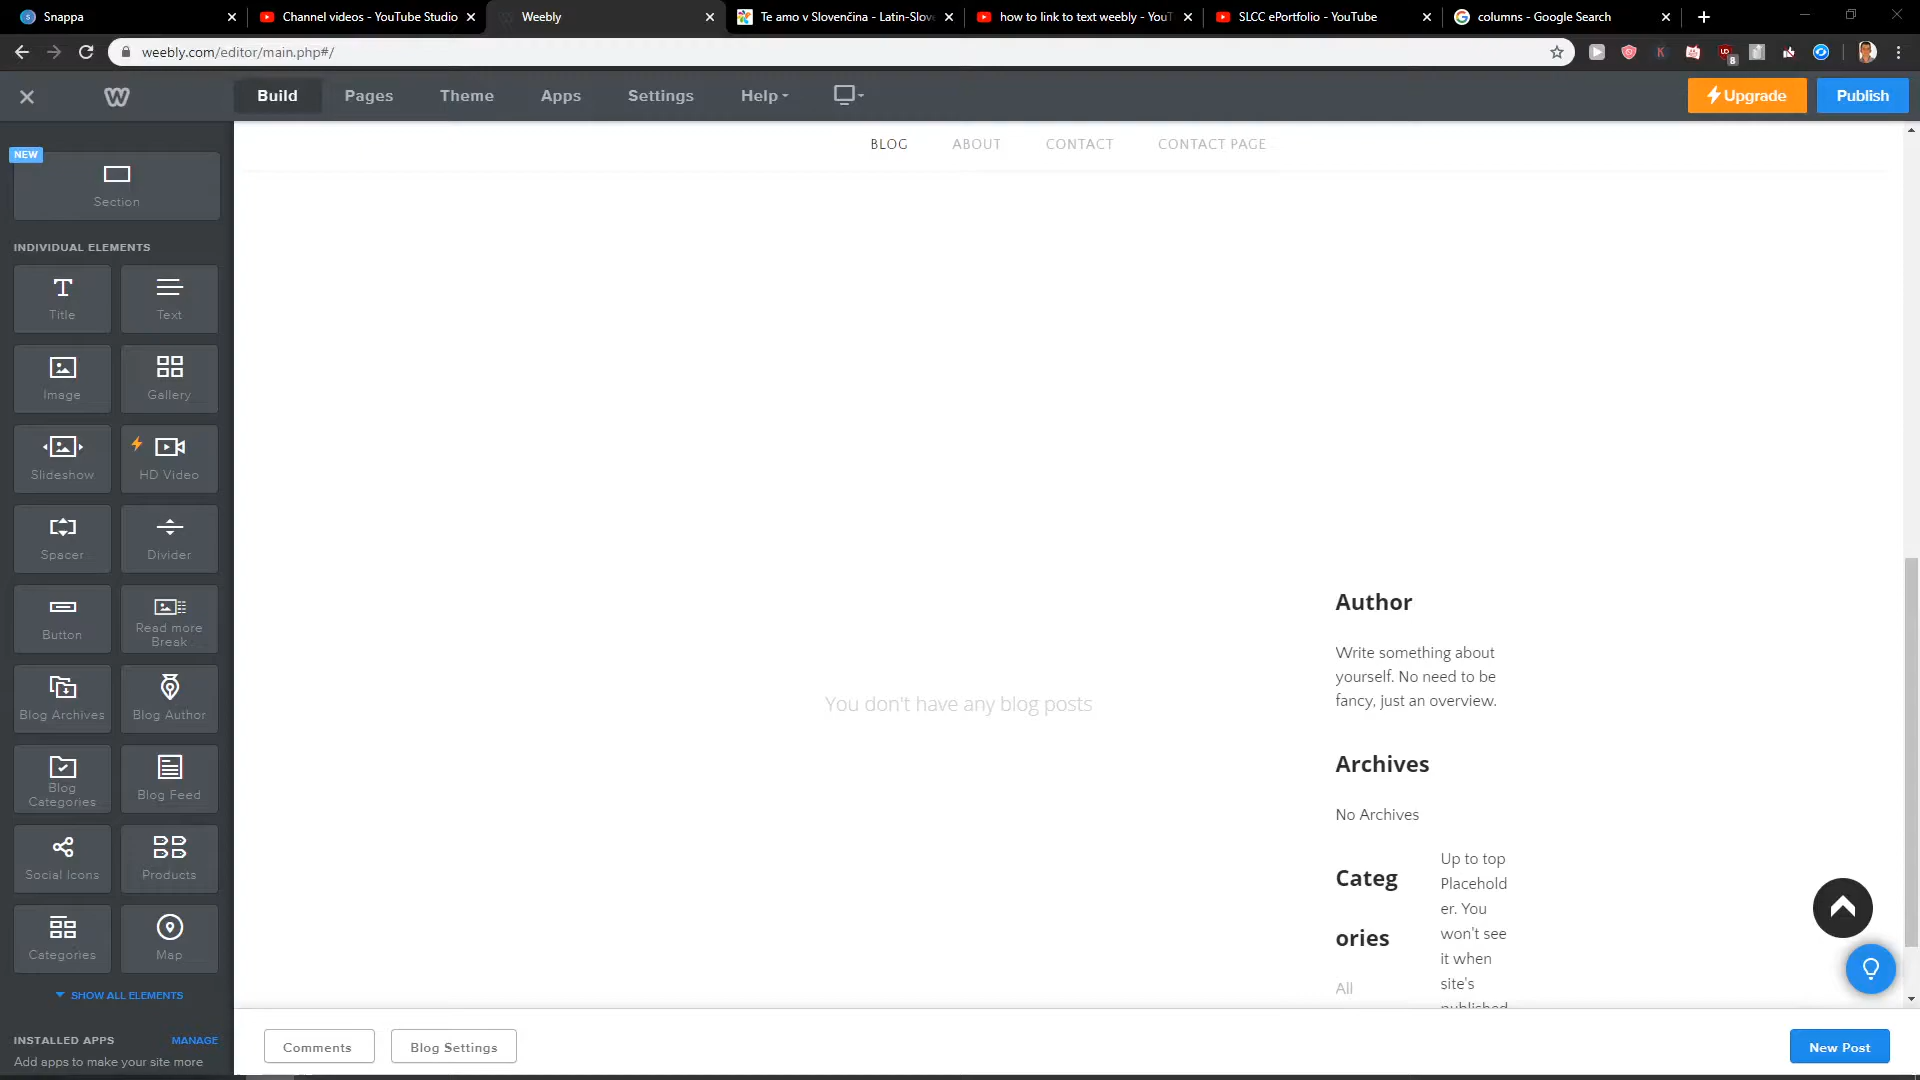 Snappa
Channel videos - YouTube Studio
Weebly
Te amo v Slovenčina - Latin-Slov
how to link to text weebly - YouT
SLCC ePortfolio - YouTube
columns - Google Search
weebly.com/editor/main.php#/
8
Build
Pages
Theme
Apps
Settings
Help
Upgrade
Publish
BLOG
ABOUT
CONTACT
CONTACT PAGE
NEW
Section
INDIVIDUAL ELEMENTS
Title
Text
Image
Gallery
Slideshow
HD Video
Spacer
Divider
Button
Read more
Break
Blog Archives
Blog Author
Blog
Categories
Blog Feed
Social Icons
Products
Categories
Map
SHOW ALL ELEMENTS
INSTALLED APPS
MANAGE
Add apps to make your site more
You don't have any blog posts
Author
Write something about
yourself. No need to be
fancy, just an overview.
Archives
No Archives
Categ
ories
All
Up to top
Placehold
er. You
won't see
it when
site's
published
Comments
Blog Settings
New Post